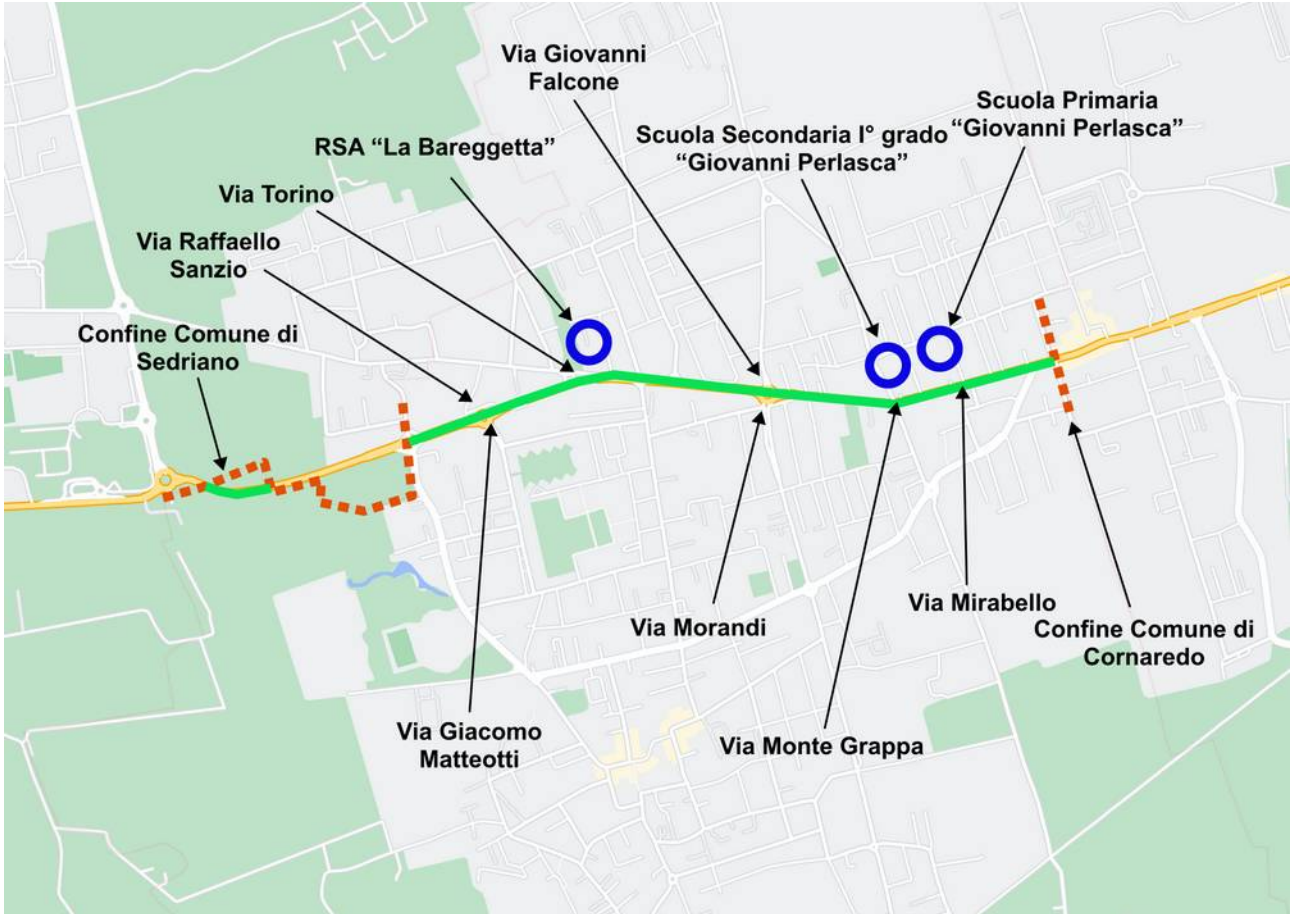 Via Giovanni
Falcone
Scuola Primaria
“Giovanni Perlasca”
Scuola Secondaria I° grado
“Giovanni Perlasca”
RSA “La Bareggetta”
Via Torino
Via Raffaello
Sanzio
Confine Comune di
Sedriano
Via Mirabello
Via Morandi
Confine Comune di
Cornaredo
Via Giacomo
Matteotti
Via Monte Grappa